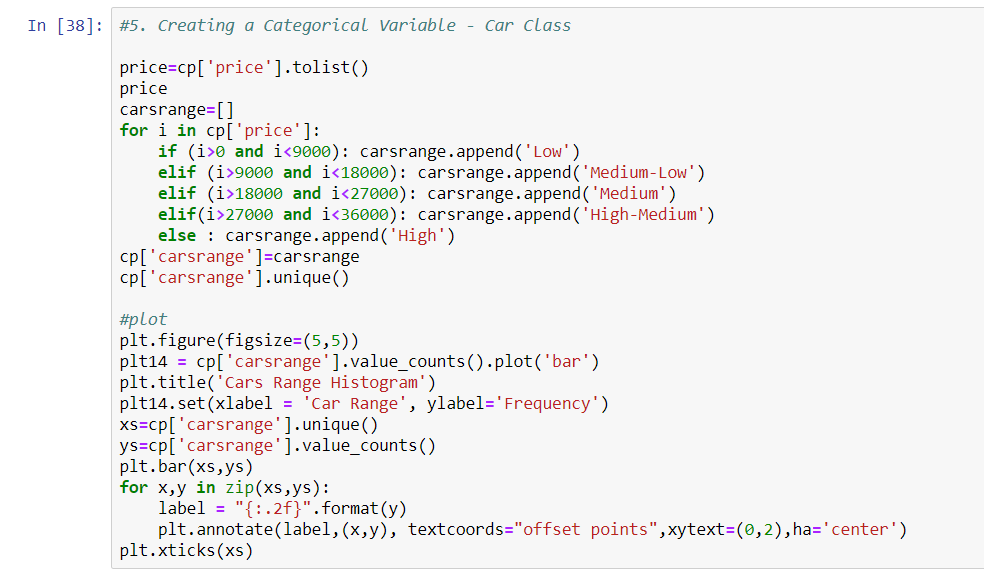 In [38]: #5. Creating a Categorical Variable - Car Class
price=cp['price'].tolist()
price
carsrange=[]
for i in cp['price']:
    if (i>0 and i<9000): carsrange.append('Low')
    elif (i>9000 and i<18000): carsrange.append('Medium-Low')
    elif (i>18000 and i<27000): carsrange.append('Medium')
    elif(i>27000 and i<36000): carsrange.append('High-Medium')
    else : carsrange.append('High')
cp['carsrange']=carsrange
cp['carsrange'].unique()
#plot
plt.figure(figsize=(5,5))
plt14 = cp['carsrange'].value_counts().plot('bar')
plt.title('Cars Range Histogram')
plt14.set(xlabel = 'Car Range', ylabel='Frequency')
xs=cp['carsrange'].unique()
ys=cp['carsrange'].value_counts()
plt.bar(xs,ys)
for x,y in zip(xs,ys):
    label = "{:.2f}".format(y)
    plt.annotate(label,(x,y), textcoords="offset points",xytext=(0,2),ha='center')
plt.xticks(xs)